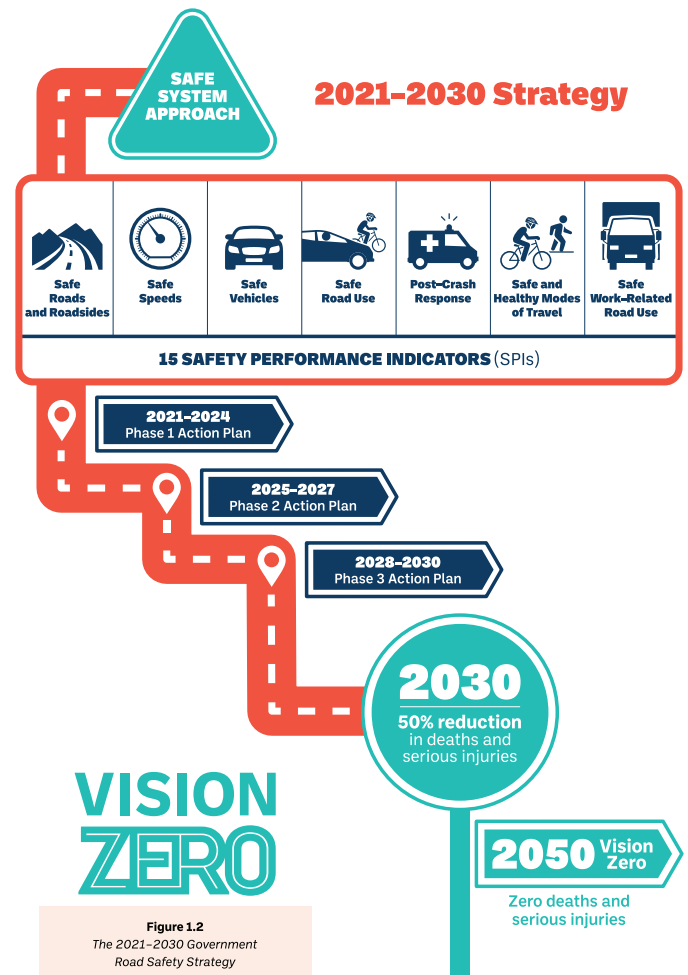 SAFE
SYSTEM
APPROACH
2021–2030 Strategy
Safe
Roads
and Roadsides
Safe
Speeds
Safe
Vehicles
Safe
Road Use
Post–Crash
Response
Safe and
Healthy Modes
of Travel
Safe
Work–Related
Road Use
15 SAFETY PERFORMANCE INDICATORS (SPIs)
2021–2024
Phase 1 Action Plan
2025–2027
Phase 2 Action Plan
2028–2030
Phase 3 Action Plan
2030
50% reduction
in deaths and
serious injuries
VISION
ZERO
2050 Vision
Zero
Zero deaths and
serious injuries
Figure 1.2
The 2021–2030 Government
Road Safety Strategy